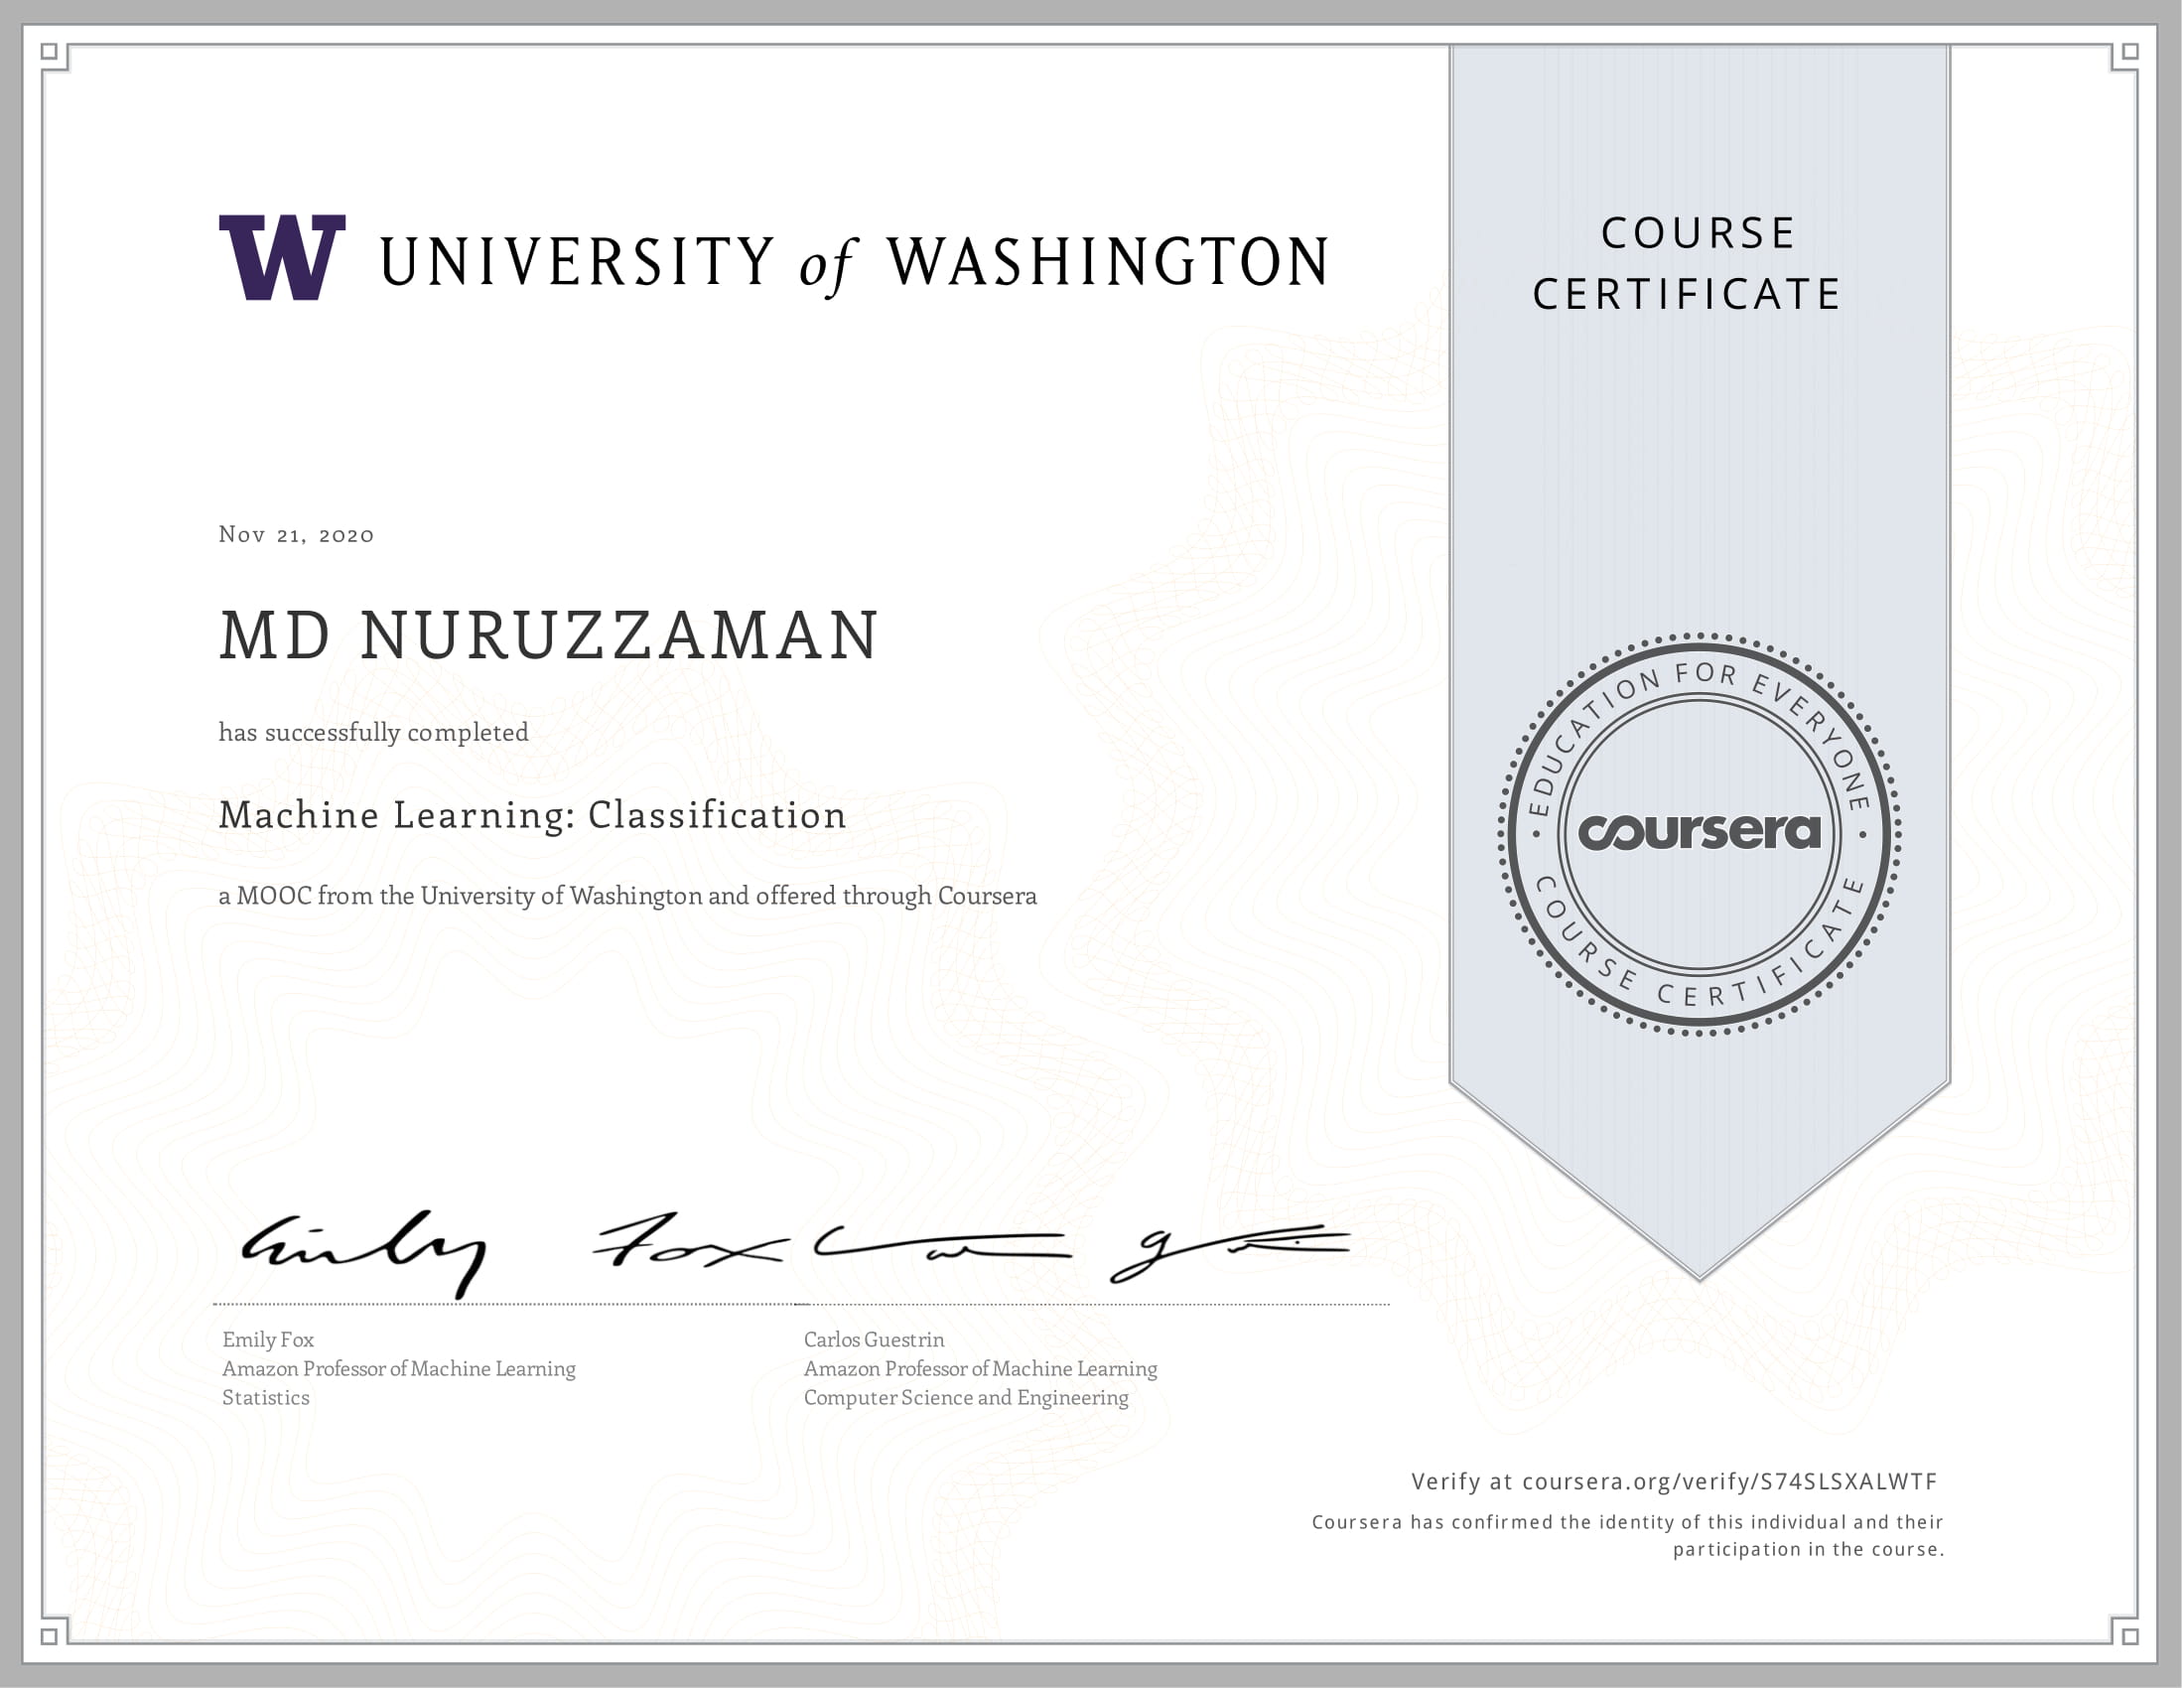 W UNIVERSITY of WASHINGTON
COURSE
CERTIFICATE
Nov 21, 2020
MD NURUZZAMAN
has successfully completed
Machine Learning: Classification
a MOOC from the University of Washington and offered through Coursera
EDUCATION FOR EVERYONE
coursera
COURSE CERTIFICATE
Emily Fox
Carlos Guestrin
Emily Fox
Amazon Professor of Machine Learning
Statistics
Carlos Guestrin
Amazon Professor of Machine Learning
Computer Science and Engineering
Verify at coursera.org/verify/S74SLSXALWTF
Coursera has confirmed the identity of this individual and their
participation in the course.